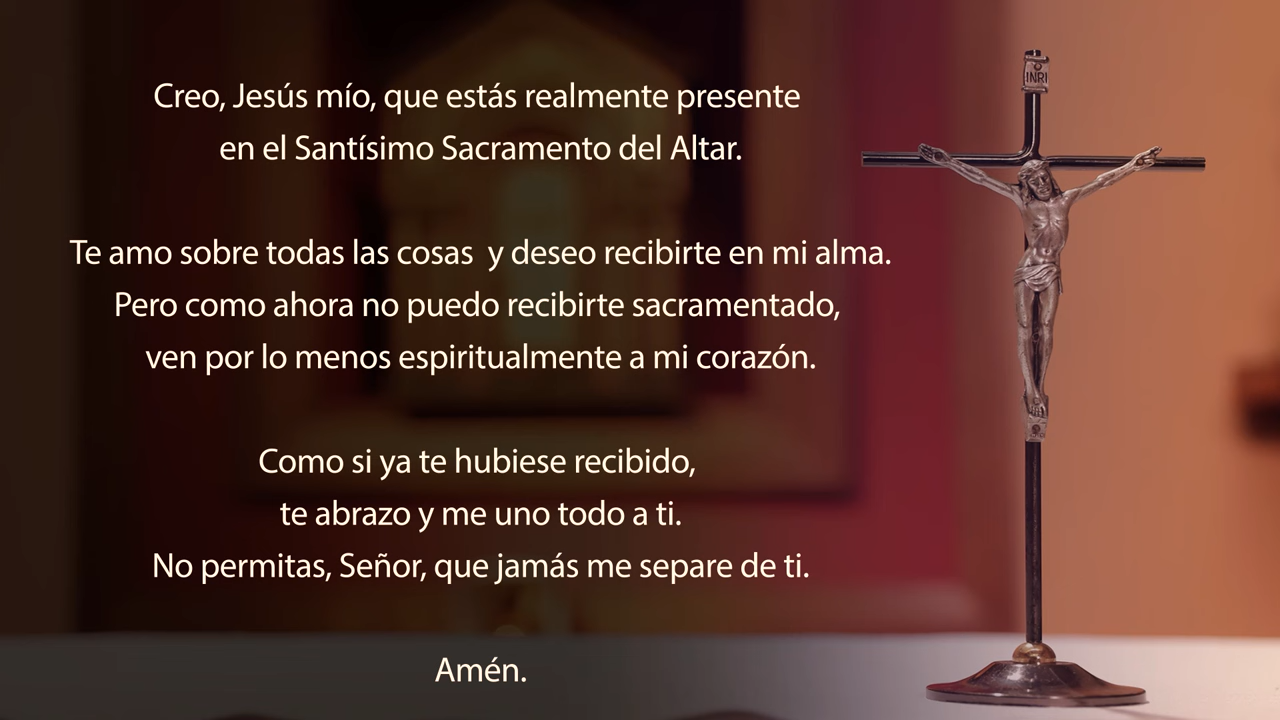 Creo, Jesús mío, que estás realmente presente
en el Santísimo Sacramento del Altar.
Te amo sobre todas las cosas  y deseo recibirte en mi alma.
Pero como ahora no puedo recibirte sacramentado,
ven por lo menos espiritualmente a mi corazón.
Como si ya te hubiese recibido,
te abrazo y me uno todo a ti.
No permitas, Señor, que jamás me separe de ti.
Amén.
INRI